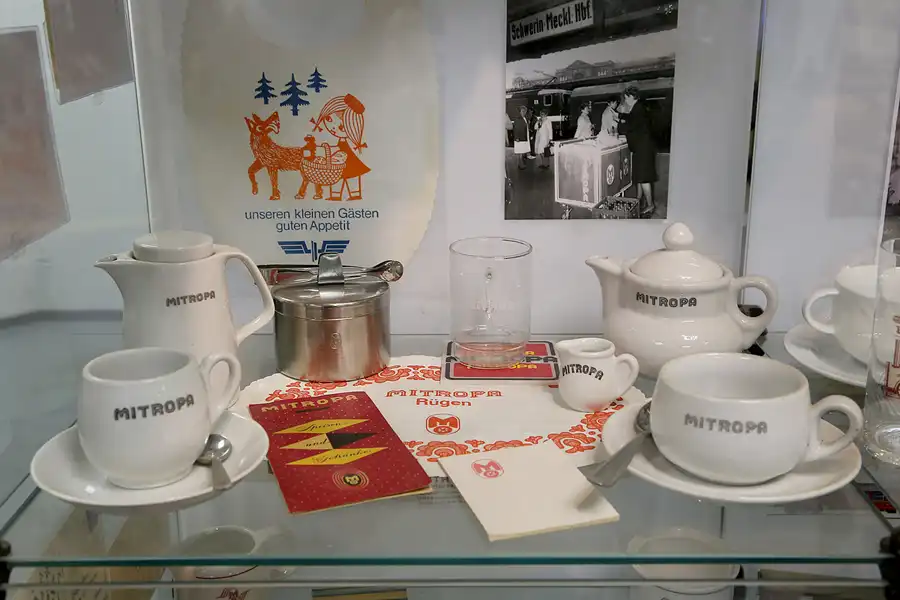 Schwerin-Meckl. Hbf.
unseren kleinen Gästen
guten Appetit
MITROPA
MITROPA
MITROPA
MITROPA
MITROPA
Rügen
MITROPA
Speisen
und
Getränke
MITROPA
MITROPA